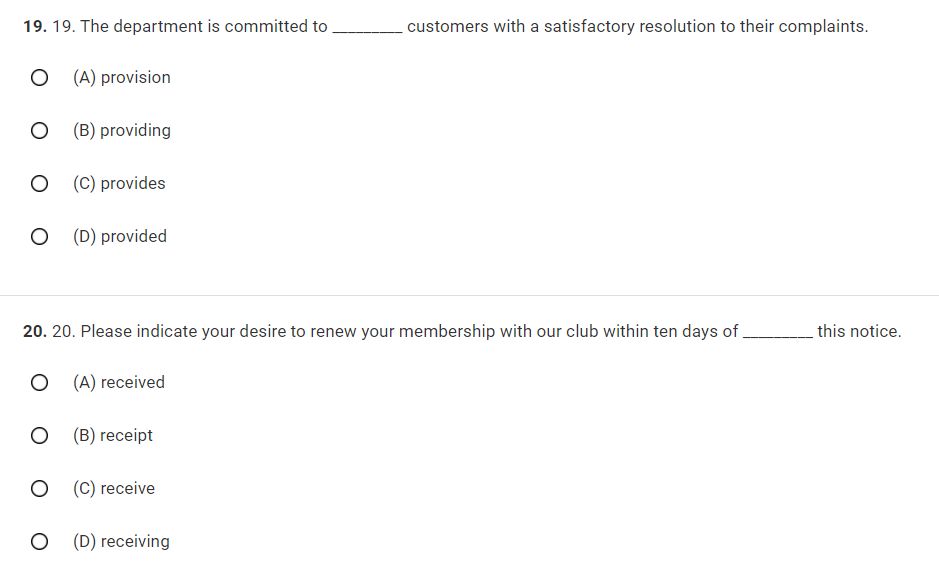 19. 19. The department is committed to _________ customers with a satisfactory resolution to their complaints.
(A) provision
(B) providing
(C) provides
(D) provided
20. 20. Please indicate your desire to renew your membership with our club within ten days of _________ this notice.
(A) received
(B) receipt
(C) receive
(D) receiving